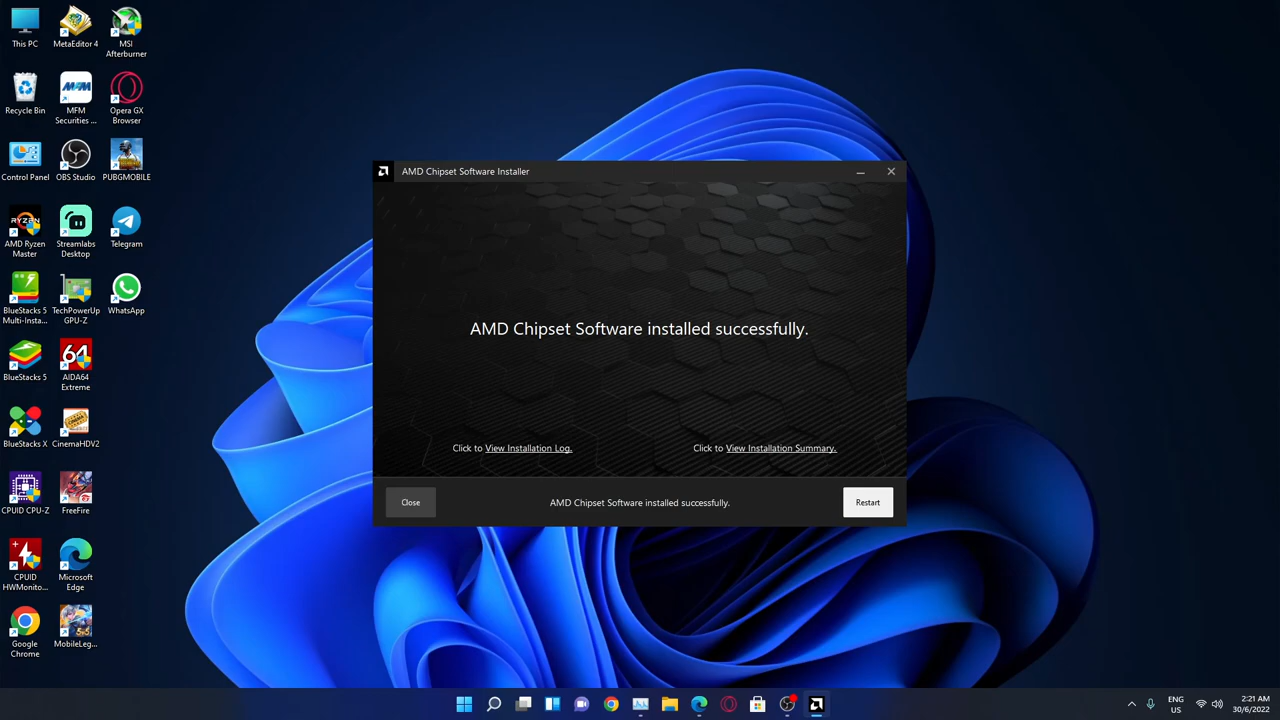 This PC
MetaEditor 4
MSI
Afterburner
Recycle Bin
MFM
MFM
Securities ...
Opera GX
Browser
Control Panel
OBS Studio
PUBGMOBILE
RYZEN
AMD Ryzen
Master
Streamlabs
Desktop
Telegram
BlueStacks 5
Multi-Insta...
TechPowerUp
GPU-Z
WhatsApp
BlueStacks 5
64
AIDA64
Extreme
BlueStacks X
CinemaHDV2
CPUID CPU-Z
FreeFire
CPUID
HWMonito...
Microsoft
Edge
Google
Chrome
MobileLeg...
AMD Chipset Software Installer
AMD Chipset Software installed successfully.
Click to View Installation Log.
Click to View Installation Summary.
Close
AMD Chipset Software installed successfully.
Restart
ENG
US
2:21 AM
30/6/2022